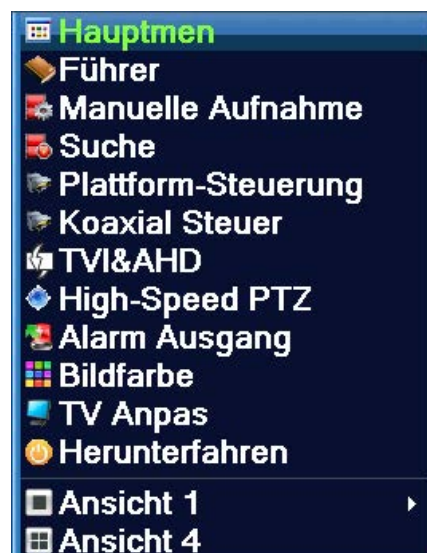 Hauptmen
Führer
Manuelle Aufnahme
Suche
Plattform-Steuerung
Koaxial Steuer
TVI&AHD
High-Speed PTZ
Alarm Ausgang
Bildfarbe
TV Anpas
Herunterfahren
Ansicht 1
Ansicht 4